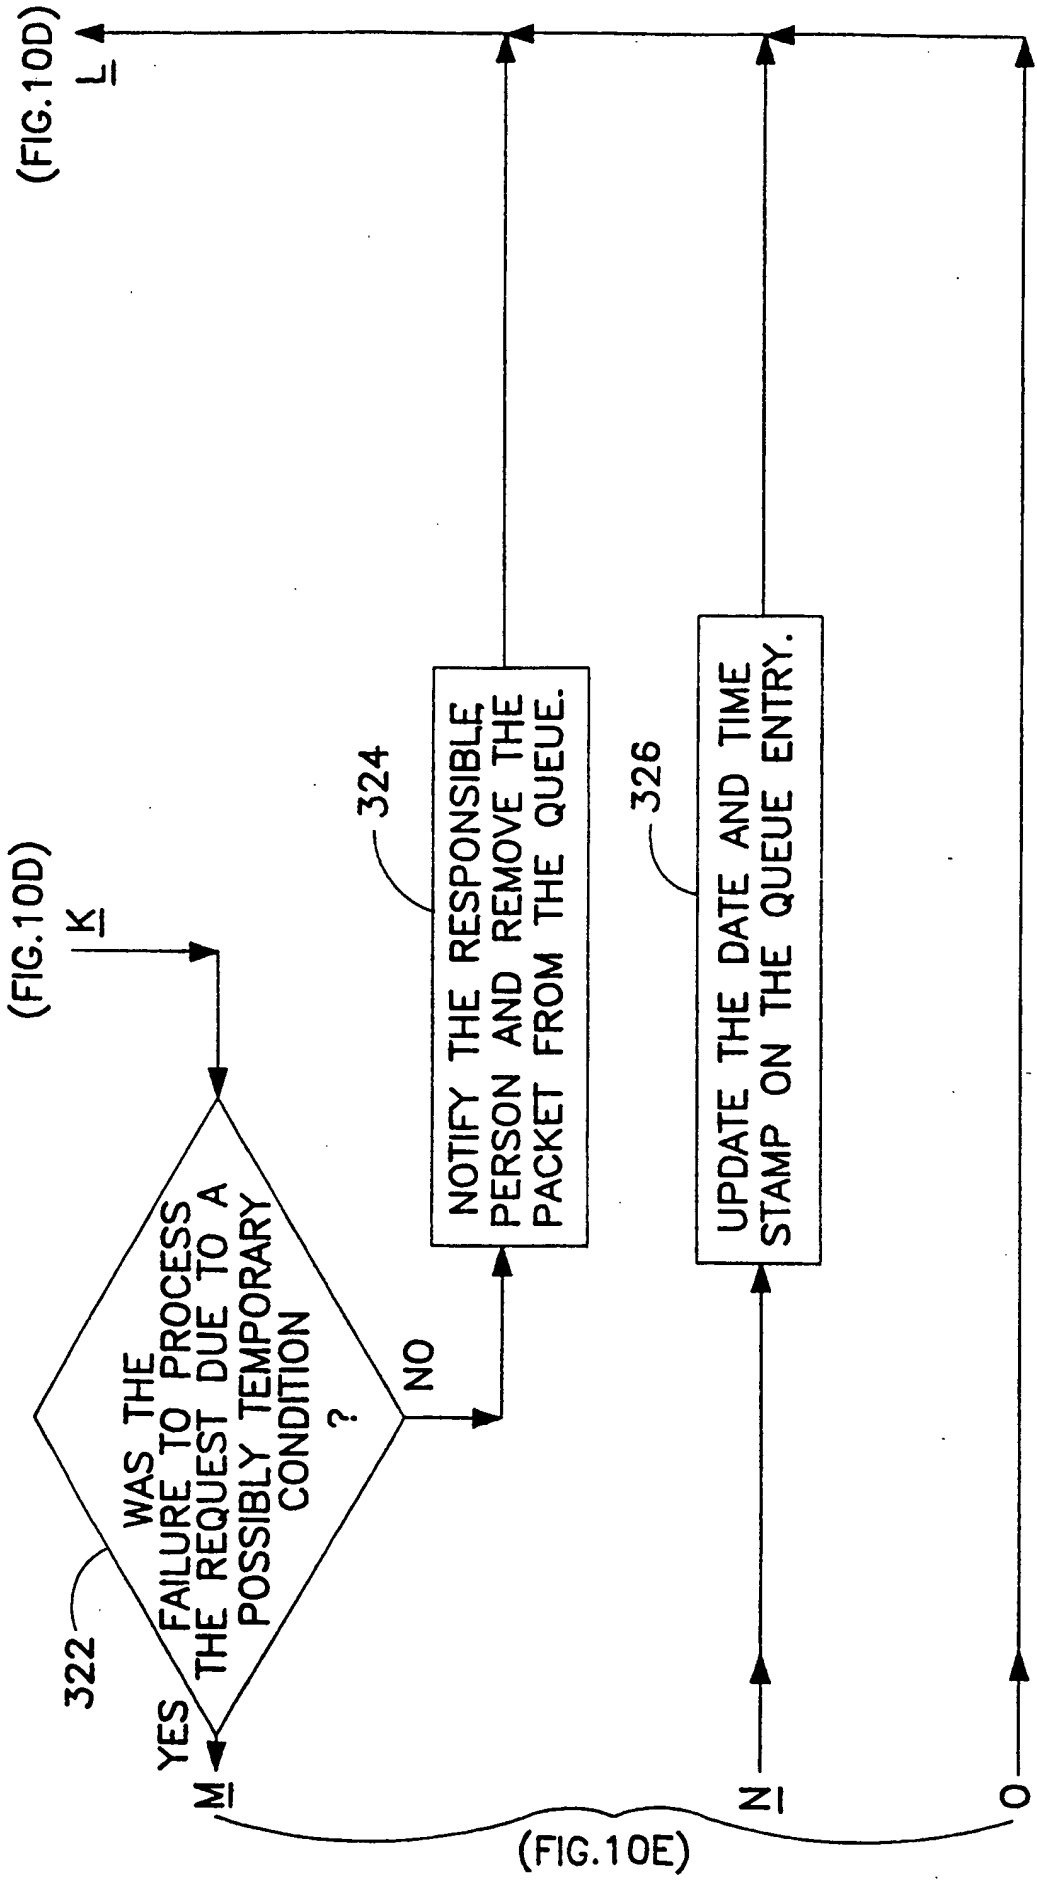 (FIG.10D)
K
(FIG.10D)
L
322
WAS THE
FAILURE TO PROCESS
THE REQUEST DUE TO A
POSSIBLY TEMPORARY
CONDITION
?
YES
M
NO
324
NOTIFY THE RESPONSIBLE,
PERSON AND REMOVE THE
PACKET FROM THE QUEUE.
326
UPDATE THE DATE AND TIME
STAMP ON THE QUEUE ENTRY.
N
O
(FIG.10E)